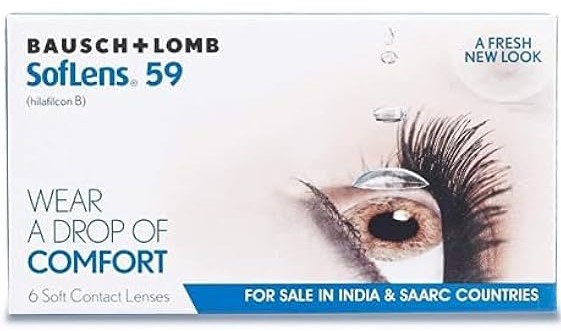 BAUSCH+LOMB
SofLens® 59
(hilafilcon B)
A FRESH
NEW LOOK
WEAR
A DROP OF
COMFORT
6 Soft Contact Lenses
FOR SALE IN INDIA & SAARC COUNTRIES